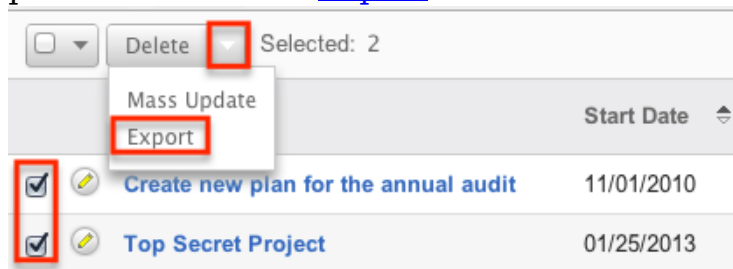 Delete Selected: 2
Mass Update
Export
Start Date
Create new plan for the annual audit 11/01/2010
Top Secret Project 01/25/2013